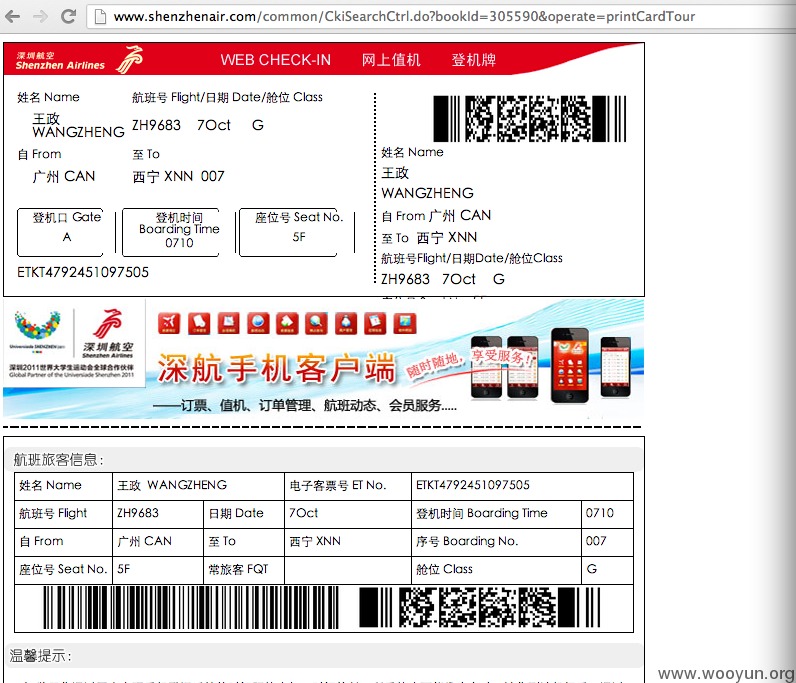 www.shenzhenair.com/common/CkiSearchCtrl.do?bookId=305590&operate=printCardTour
深圳航空
Shenzhen Airlines
WEB CHECK-IN 网上值机 登机牌
姓名 Name 航班号 Flight/日期 Date/舱位 Class
王政
WANGZHENG ZH9683 7Oct G
自 From 至 To
广州 CAN 西宁 XNN 007
登机口 Gate
A
登机时间
Boarding Time
0710
座位号 Seat No.
5F
ETKT4792451097505
姓名 Name
王政
WANGZHENG
自 From 广州 CAN
至 To 西宁 XNN
航班号Flight/日期Date/舱位Class
ZH9683 7Oct G
深圳航空
Shenzhen Airlines
深圳2011世界大学生运动会全球合作伙伴
Global Partner of the Universiade Shenzhen 2011
深航手机客户端
随时随地，享受服务！
——订票、值机、订单管理、航班动态、会员服务.....
航班旅客信息：
姓名 Name 王政 WANGZHENG 电子客票号 ET No. ETKT4792451097505
航班号 Flight ZH9683 日期 Date 7Oct 登机时间 Boarding Time 0710
自 From 广州 CAN 至 To 西宁 XNN 序号 Boarding No. 007
座位号 Seat No. 5F 常旅客 FQT 舱位 Class G
温馨提示：
www.wooyun.org